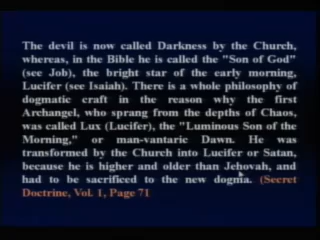 The devil is now called Darkness by the Church,
whereas, in the Bible he is called the "Son of God"
(see Job), the bright star of the early morning,
Lucifer (see Isaiah). There is a whole philosophy of
dogmatic craft in the reason why the first
Archangel, who sprang from the depths of Chaos,
was called Lux (Lucifer), the "Luminous Son of the
Morning," or man-vantaric Dawn. He was
transformed by the Church into Lucifer or Satan,
because he is higher and older than Jehovah, and
had to be sacrificed to the new dogma. (Secret
Doctrine, Vol. 1, Page 71